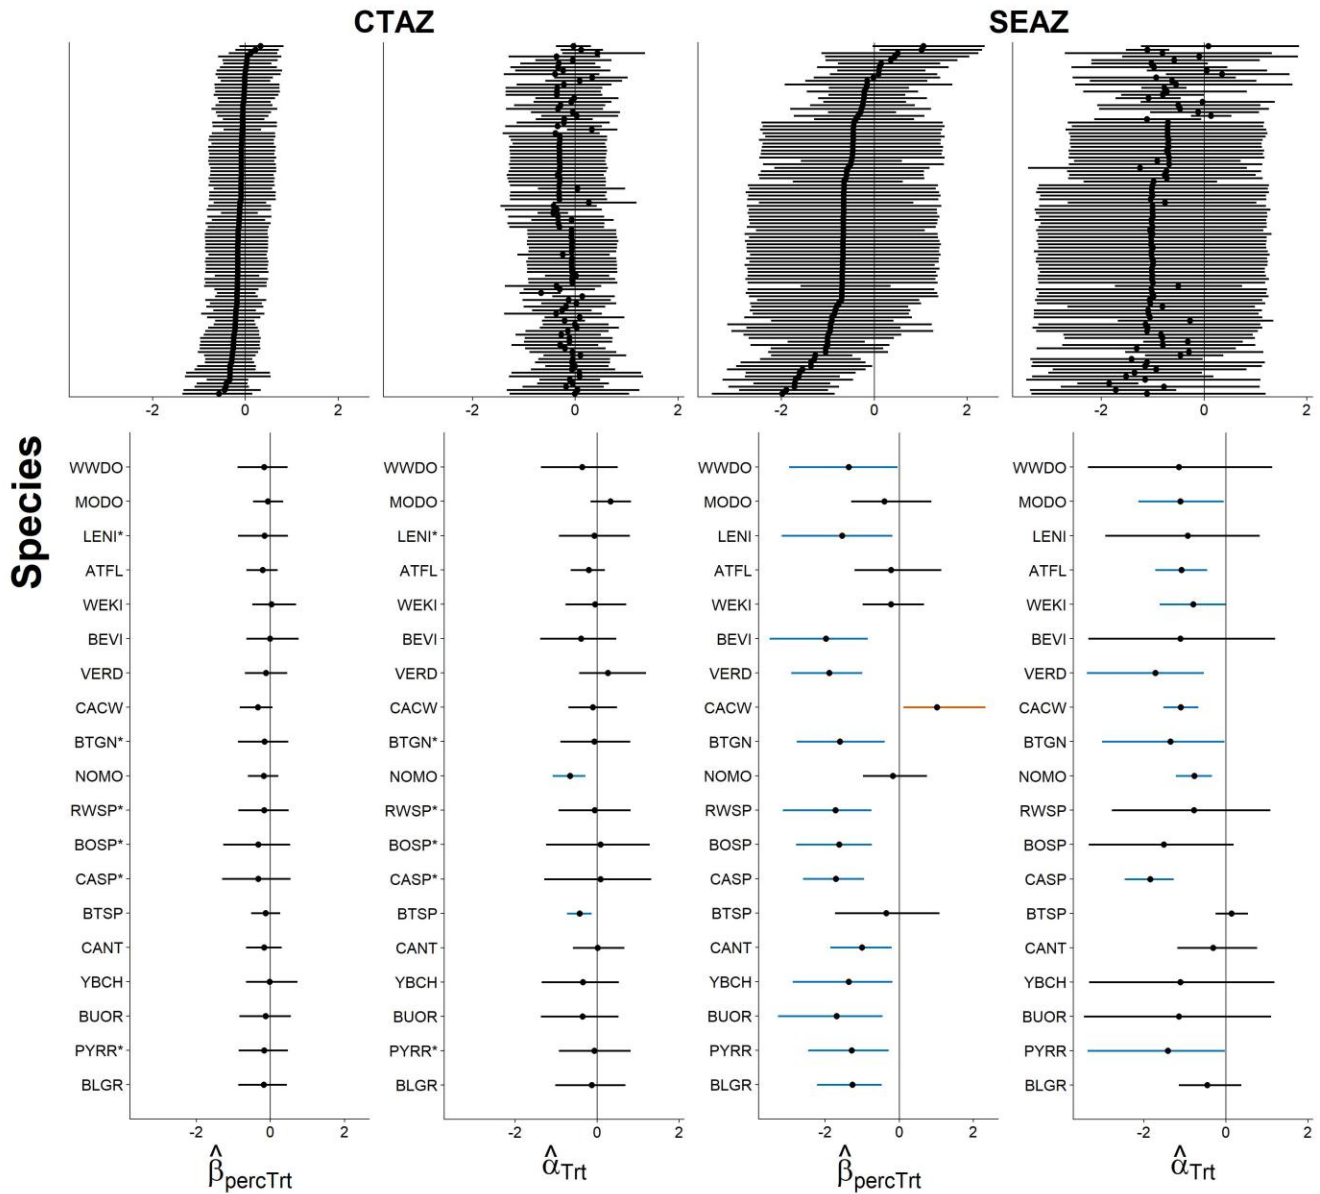 CTAZ SEAZ
-2 0 2 -2 0 2 -2 0 2 -2 0 2
Species
WWDO WWDO WWDO WWDO
MODO MODO MODO MODO
LENI* LENI* LENI LENI
ATFL ATFL ATFL ATFL
WEKI WEKI WEKI WEKI
BEVI BEVI BEVI BEVI
VERD VERD VERD VERD
CACW CACW CACW CACW
BTGN* BTGN* BTGN BTGN
NOMO NOMO NOMO NOMO
RWSP* RWSP* RWSP RWSP
BOSP* BOSP* BOSP BOSP
CASP* CASP* CASP CASP
BTSP BTSP BTSP BTSP
CANT CANT CANT CANT
YBCH YBCH YBCH YBCH
BUOR BUOR BUOR BUOR
PYRR* PYRR* PYRR PYRR
BLGR BLGR BLGR BLGR
-2 0 2 -2 0 2 -2 0 2 -2 0 2
β̂percTrt α̂Trt β̂percTrt α̂Trt